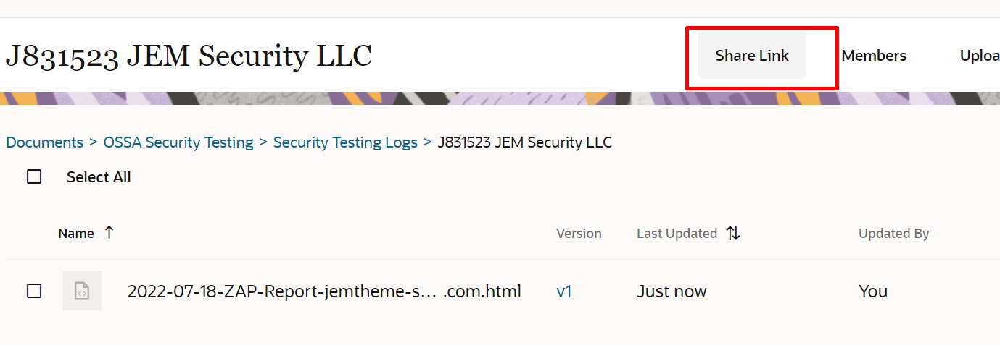 J831523 JEM Security LLC
Share Link
Members
Uploa
Documents > OSSA Security Testing > Security Testing Logs > J831523 JEM Security LLC
Select All
Name ↑ Version Last Updated ↑↓ Updated By
2022-07-18-ZAP-Report-jemtheme-s... .com.html v1 Just now You